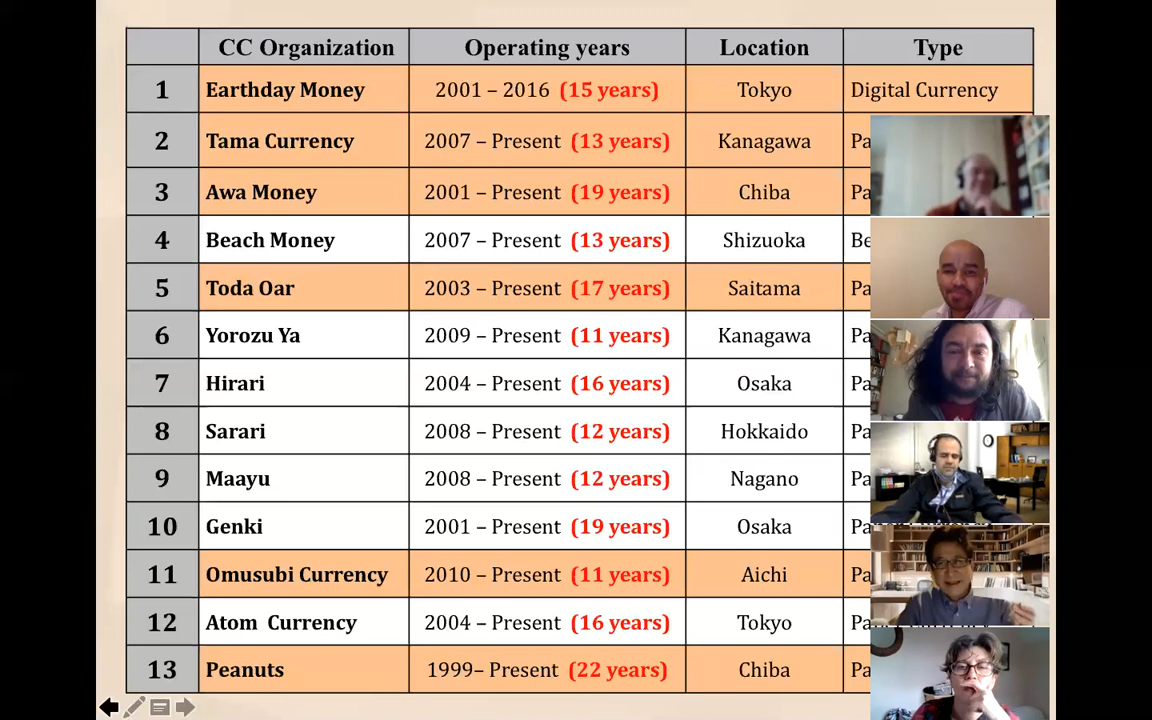 CC Organization Operating years Location Type
1 Earthday Money 2001 – 2016 (15 years) Tokyo Digital Currency
2 Tama Currency 2007 – Present (13 years) Kanagawa Pa
3 Awa Money 2001 – Present (19 years) Chiba Pa
4 Beach Money 2007 – Present (13 years) Shizuoka Be
5 Toda Oar 2003 – Present (17 years) Saitama Pa
6 Yorozu Ya 2009 – Present (11 years) Kanagawa Pa
7 Hirari 2004 – Present (16 years) Osaka Pa
8 Sarari 2008 – Present (12 years) Hokkaido Pa
9 Maayu 2008 – Present (12 years) Nagano Pa
10 Genki 2001 – Present (19 years) Osaka
11 Omusubi Currency 2010 – Present (11 years) Aichi Pa
12 Atom Currency 2004 – Present (16 years) Tokyo
13 Peanuts 1999– Present (22 years) Chiba Pa